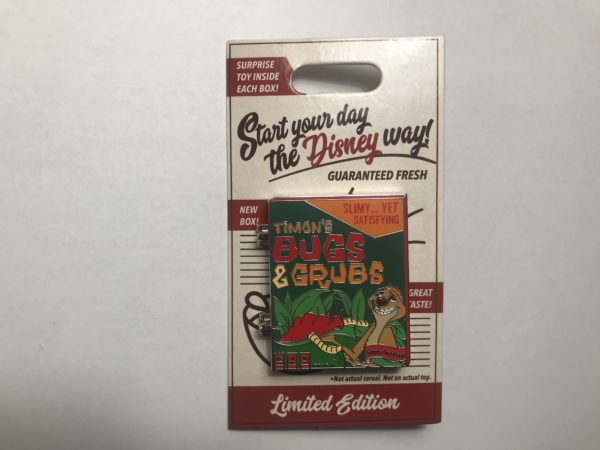 SURPRISE
TOY INSIDE
EACH BOX!
Start your day
the Disney way!
GUARANTEED FRESH
NEW
BOX!
SLIMY... YET
SATISFYING
TIMON'S
BUGS
& GRUBS
GREAT
TASTE!
*Not actual cereal. Not an actual toy.
Limited Edition